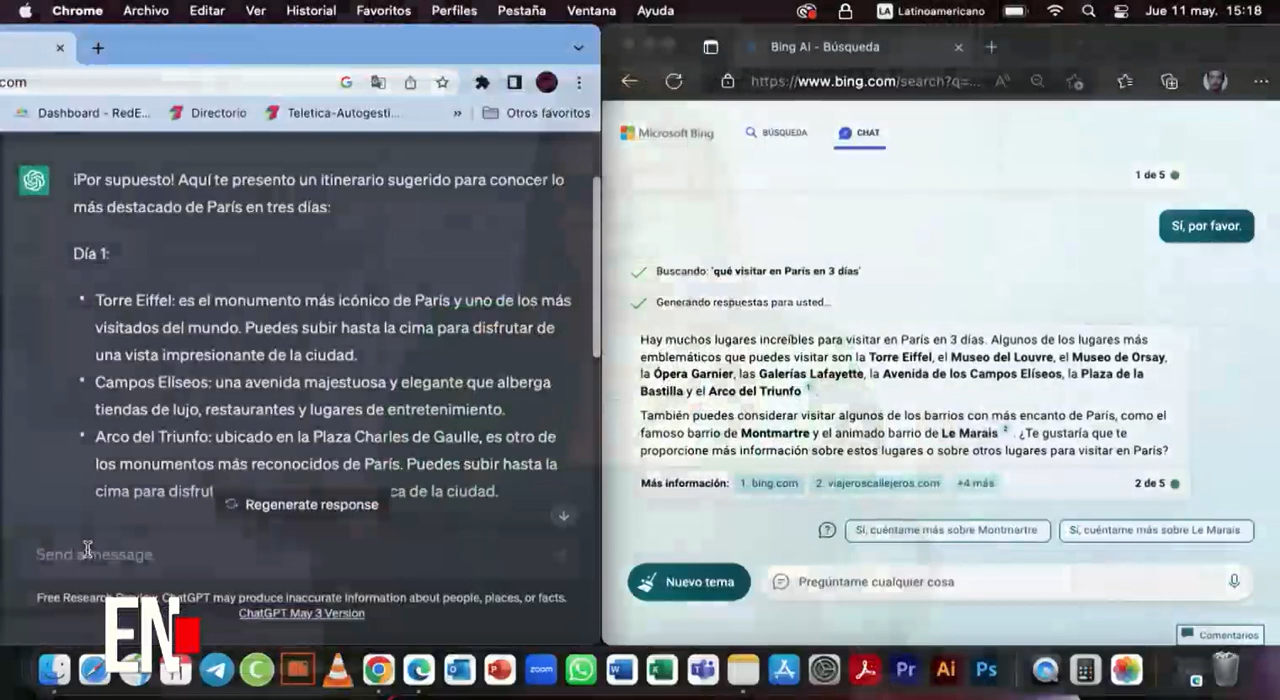 Chrome Archivo Editar Ver Historial Favoritos Perfiles Pestaña Ventana Ayuda LA Latinoamericano Jue 11 may. 15:18
com
Dashboard - RedE... Directorio Teletica-Autogesti... » Otros favoritos
¡Por supuesto! Aquí te presento un itinerario sugerido para conocer lo
más destacado de París en tres días:
Día 1:
• Torre Eiffel: es el monumento más icónico de París y uno de los más
visitados del mundo. Puedes subir hasta la cima para disfrutar de
una vista impresionante de la ciudad.
• Campos Elíseos: una avenida majestuosa y elegante que alberga
tiendas de lujo, restaurantes y lugares de entretenimiento.
• Arco del Triunfo: ubicado en la Plaza Charles de Gaulle, es otro de
los monumentos más reconocidos de París. Puedes subir hasta la
cima para disfrut ca de la ciudad.
Regenerate response
Send a message
Free Research ChatGPT may produce inaccurate information about people, places, or facts.
ChatGPT May 3 Version
EN
Bing AI - Búsqueda
https://www.bing.com/search?q=...
Microsoft Bing BÚSQUEDA CHAT
1 de 5
Sí, por favor.
Buscando: 'qué visitar en París en 3 días'
Generando respuestas para usted...
Hay muchos lugares increíbles para visitar en París en 3 días. Algunos de los lugares más
emblemáticos que puedes visitar son la Torre Eiffel, el Museo del Louvre, el Museo de Orsay,
la Ópera Garnier, las Galerías Lafayette, la Avenida de los Campos Elíseos, la Plaza de la
Bastilla y el Arco del Triunfo 1.
También puedes considerar visitar algunos de los barrios con más encanto de París, como el
famoso barrio de Montmartre y el animado barrio de Le Marais 2. ¿Te gustaría que te
proporcione más información sobre estos lugares o sobre otros lugares para visitar en París?
Más información: 1. bing.com 2. viajeroscallejeros.com +4 más 2 de 5
Sí, cuéntame más sobre Montmartre Sí, cuéntame más sobre Le Marais
Nuevo tema Pregúntame cualquier cosa
Comentarios
zoom Pr Ai Ps